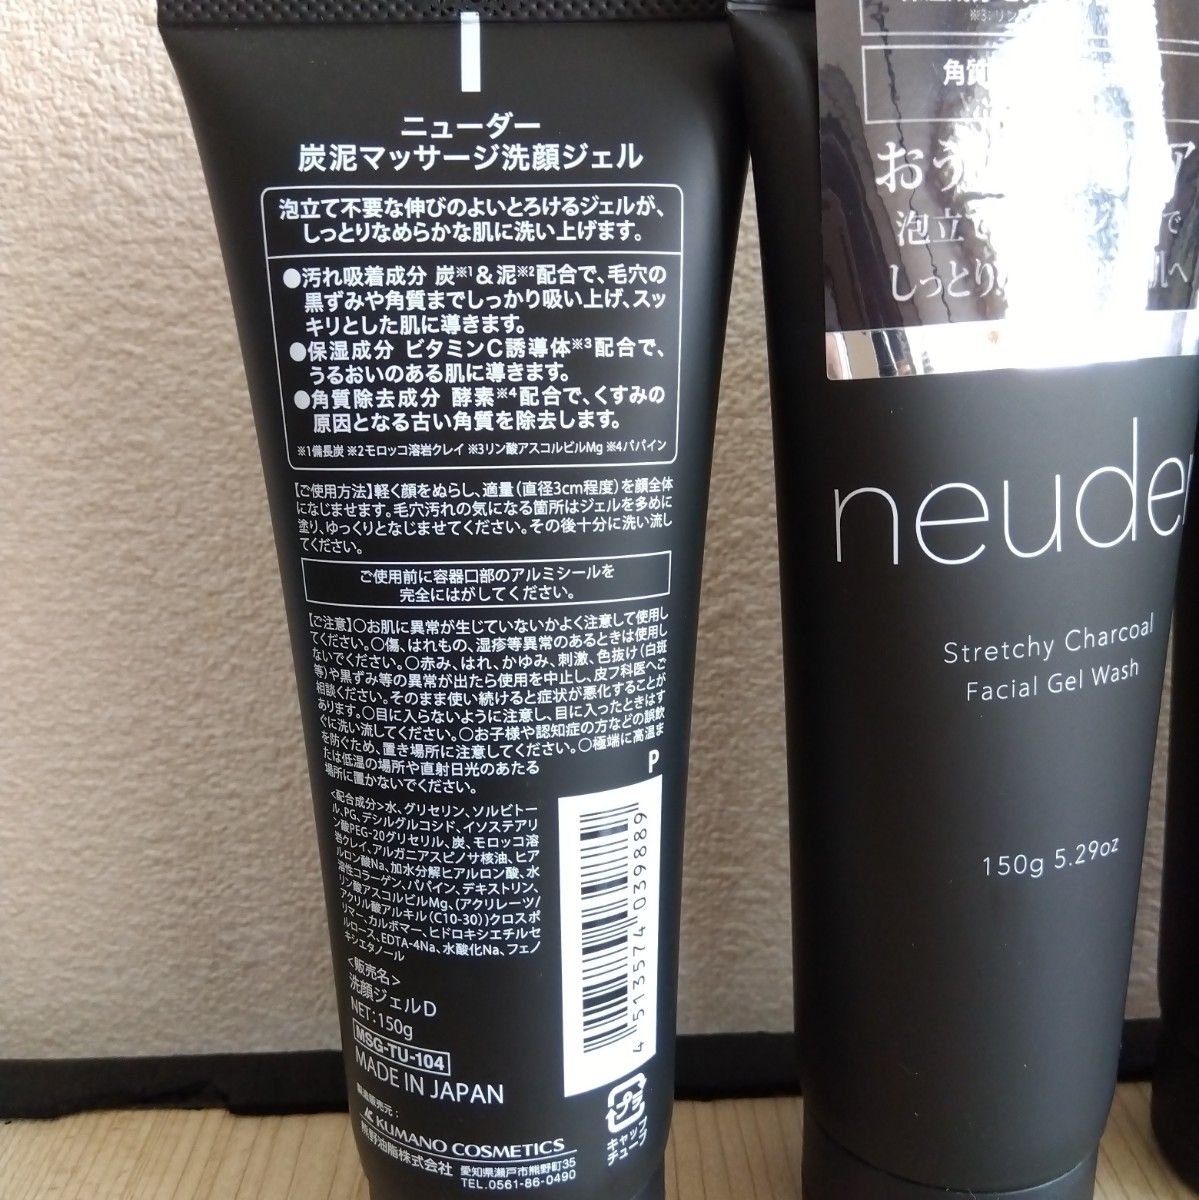 ニューダー
炭泥マッサージ洗顔ジェル
泡立て不要な伸びのよいとろけるジェルが、
しっとりなめらかな肌に洗い上げます。
●汚れ吸着成分 炭※1＆泥※2配合で、毛穴の
黒ずみや角質までしっかり吸い上げ、スッ
キリとした肌に導きます。
●保湿成分 ビタミンC誘導体※3配合で、
うるおいのある肌に導きます。
●角質除去成分 酵素※4配合で、くすみの
原因となる古い角質を除去します。
※1備長炭 ※2モロッコ溶岩クレイ ※3リン酸アスコルビルMg ※4パパイン
【ご使用方法】軽く顔をぬらし、適量（直径3cm程度）を顔全体
になじませます。毛穴汚れの気になる箇所はジェルを多めに
塗り、ゆっくりとなじませてください。その後十分に洗い流し
てください。
ご使用前に容器口部のアルミシールを
完全にはがしてください。
【ご注意】○お肌に異常が生じていないかよく注意して使用し
てください。○傷、はれもの、湿疹等異常のあるときは使用し
ないでください。○赤み、はれ、かゆみ、刺激、色抜け（白斑
等）や黒ずみ等の異常が出たら使用を中止し、皮フ科医へご
相談ください。そのまま使い続けると症状が悪化することが
あります。○目に入らないように注意し、目に入ったときはす
ぐに洗い流してください。○お子様や認知症の方などの誤飲
を防ぐため、置き場所に注意してください。○極端に高温ま
たは低温の場所や直射日光のあたる
場所に置かないでください。
P
<配合成分>水、グリセリン、ソルビトー
ル、PG、デシルグルコシド、イソステアリ
ン酸PEG-20グリセリル、炭、モロッコ溶
岩クレイ、アルガニアスピノサ核油、ヒア
ルロン酸Na、加水分解ヒアルロン酸、水
溶性コラーゲン、パパイン、デキストリン、
リン酸アスコルビルMg、(アクリレーツ/
アクリル酸アルキル(C10-30))クロスポ
リマー、カルボマー、ヒドロキシエチルセ
ルロース、EDTA-4Na、水酸化Na、フェノ
キシエタノール
<販売名>
洗顔ジェルD
NET:150g
MSG-TU-104
MADE IN JAPAN
製造販売元：
KUMANO COSMETICS
熊野油脂株式会社 愛知県瀬戸市熊野町35
TEL.0561-86-0490
4 513574 039889
プラ
キャップ
チューブ
※3:リン
角質
おう
ア
泡立て
で
しっとり
肌へ
neuder
Stretchy Charcoal
Facial Gel Wash
150g 5.29oz